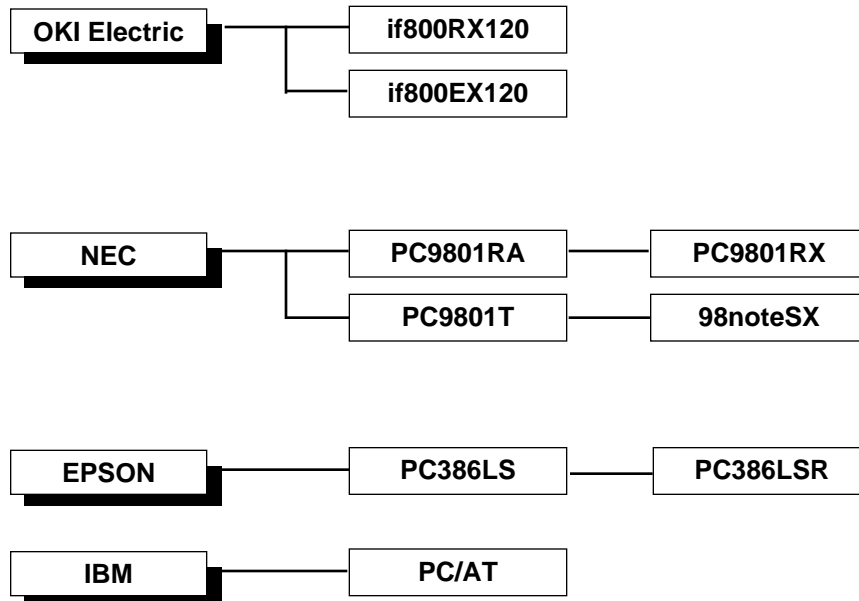 OKI Electric
if800RX120
if800EX120
NEC
PC9801RA
PC9801RX
PC9801T
98noteSX
EPSON
PC386LS
PC386LSR
IBM
PC/AT